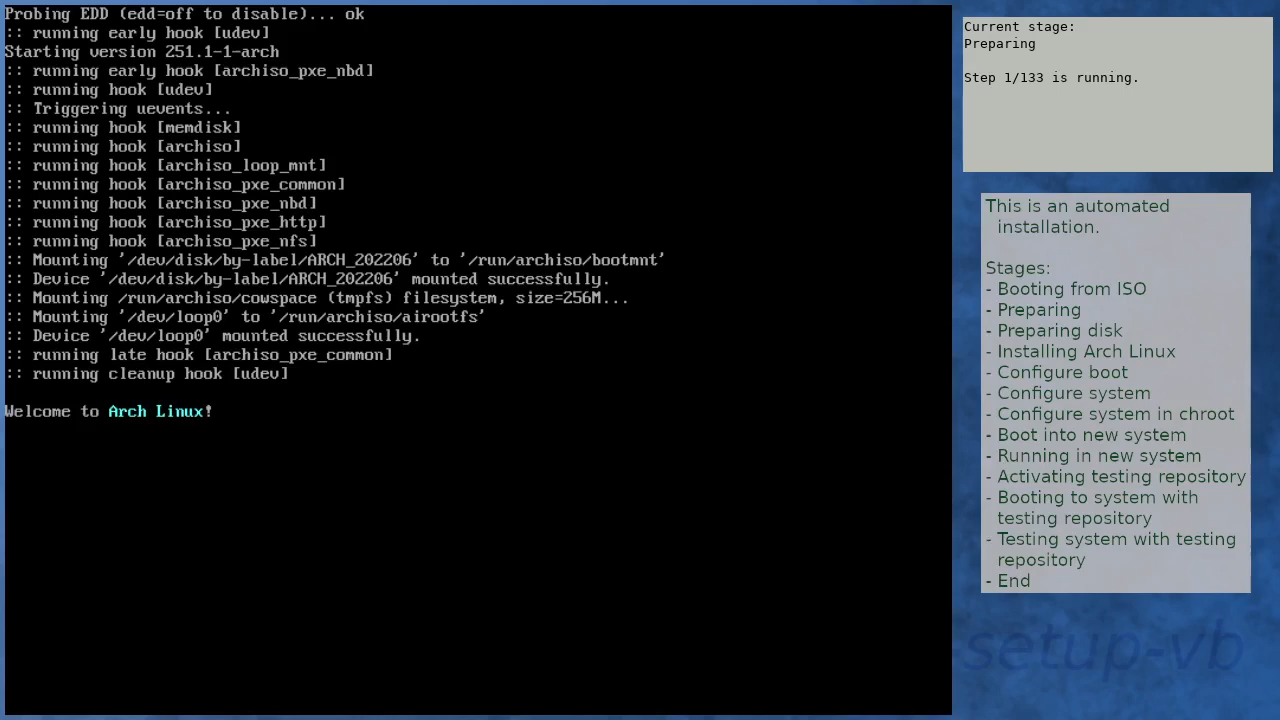 Probing EDD (edd=off to disable)... ok
:: running early hook [udev]
Starting version 251.1-1-arch
:: running early hook [archiso_pxe_nbd]
:: running hook [udev]
:: Triggering uevents...
:: running hook [memdisk]
:: running hook [archiso]
:: running hook [archiso_loop_mnt]
:: running hook [archiso_pxe_common]
:: running hook [archiso_pxe_nbd]
:: running hook [archiso_pxe_http]
:: running hook [archiso_pxe_nfs]
:: Mounting '/dev/disk/by-label/ARCH_202206' to '/run/archiso/bootmnt'
:: Device '/dev/disk/by-label/ARCH_202206' mounted successfully.
:: Mounting /run/archiso/cowspace (tmpfs) filesystem, size=256M...
:: Mounting '/dev/loop0' to '/run/archiso/airootfs'
:: Device '/dev/loop0' mounted successfully.
:: running late hook [archiso_pxe_common]
:: running cleanup hook [udev]
Welcome to Arch Linux!
Current stage:
Preparing
Step 1/133 is running.
This is an automated
installation.
Stages:
- Booting from ISO
- Preparing
- Preparing disk
- Installing Arch Linux
- Configure boot
- Configure system
- Configure system in chroot
- Boot into new system
- Running in new system
- Activating testing repository
- Booting to system with
testing repository
- Testing system with testing
repository
- End
setup-vb